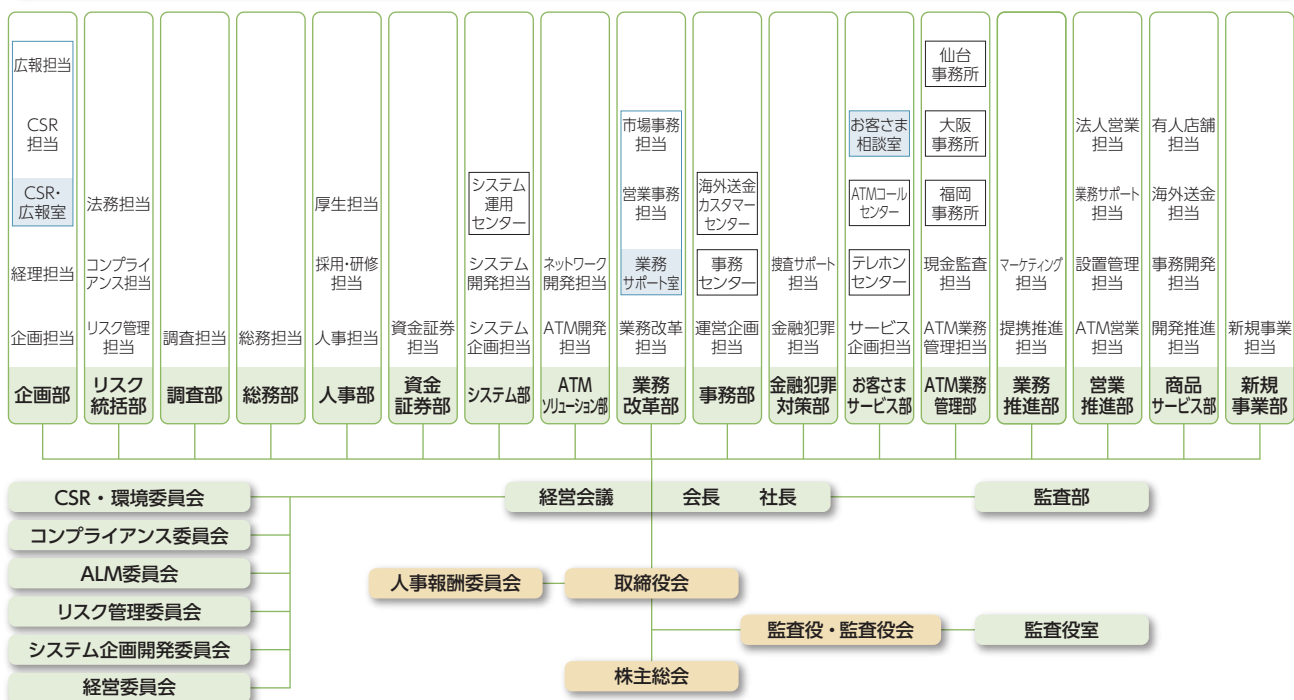 広報担当
CSR
担当
CSR・
広報室
経理担当
企画担当
企画部
法務担当
コンプライ
アンス担当
リスク管理
担当
リスク
統括部
調査担当
調査部
総務担当
総務部
厚生担当
採用・研修
担当
人事担当
人事部
資金証券
担当
資金
証券部
システム
運用
センター
システム
開発担当
システム
企画担当
システム部
ネットワーク
開発担当
ATM開発
担当
ATM
ソリューション部
市場事務
担当
営業事務
担当
業務
サポート室
業務改革
担当
業務
改革部
海外送金
カスタマー
センター
事務
センター
運営企画
担当
事務部
捜査サポート
担当
金融犯罪
担当
金融犯罪
対策部
お客さま
相談室
ATMコール
センター
テレホン
センター
サービス
企画担当
お客さま
サービス部
仙台
事務所
大阪
事務所
福岡
事務所
現金監査
担当
ATM業務
管理担当
ATM業務
管理部
マーケティング
担当
提携推進
担当
業務
推進部
法人営業
担当
業務サポート
担当
設置管理
担当
ATM営業
担当
営業
推進部
有人店舗
担当
海外送金
担当
事務開発
担当
開発推進
担当
商品
サービス部
新規事業
担当
新規
事業部
CSR・環境委員会
コンプライアンス委員会
ALM委員会
リスク管理委員会
システム企画開発委員会
経営委員会
経営会議 会長 社長
監査部
人事報酬委員会
取締役会
監査役・監査役会
監査役室
株主総会